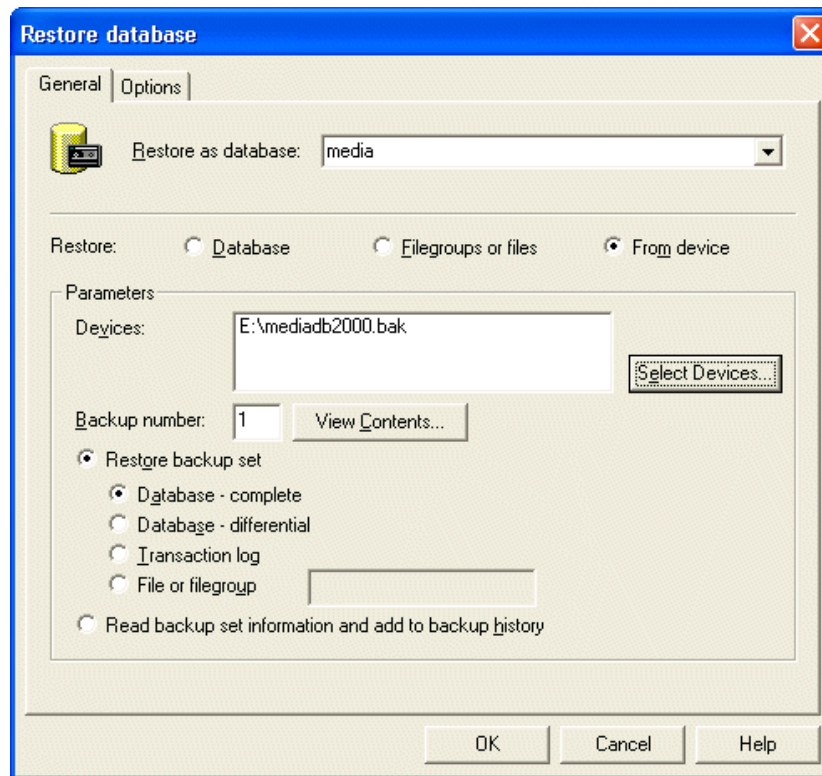 Restore database
General Options
Restore as database: media
Restore: Database Filegroups or files From device
Parameters
Devices: E:\mediadb2000.bak
Select Devices...
Backup number: 1 View Contents...
Restore backup set
Database - complete
Database - differential
Transaction log
File or filegroup
Read backup set information and add to backup history
OK Cancel Help